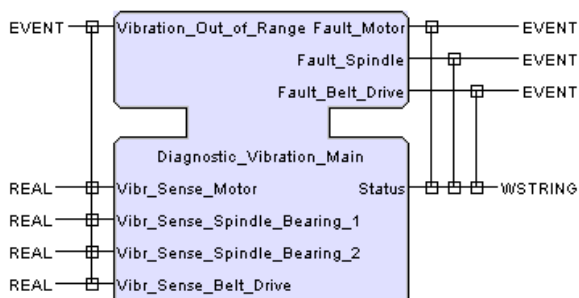 EVENT Vibration_Out_of_Range Fault_Motor EVENT
Fault_Spindle EVENT
Fault_Belt_Drive EVENT
Diagnostic_Vibration_Main
REAL Vibr_Sense_Motor Status WSTRING
REAL Vibr_Sense_Spindle_Bearing_1
REAL Vibr_Sense_Spindle_Bearing_2
REAL Vibr_Sense_Belt_Drive